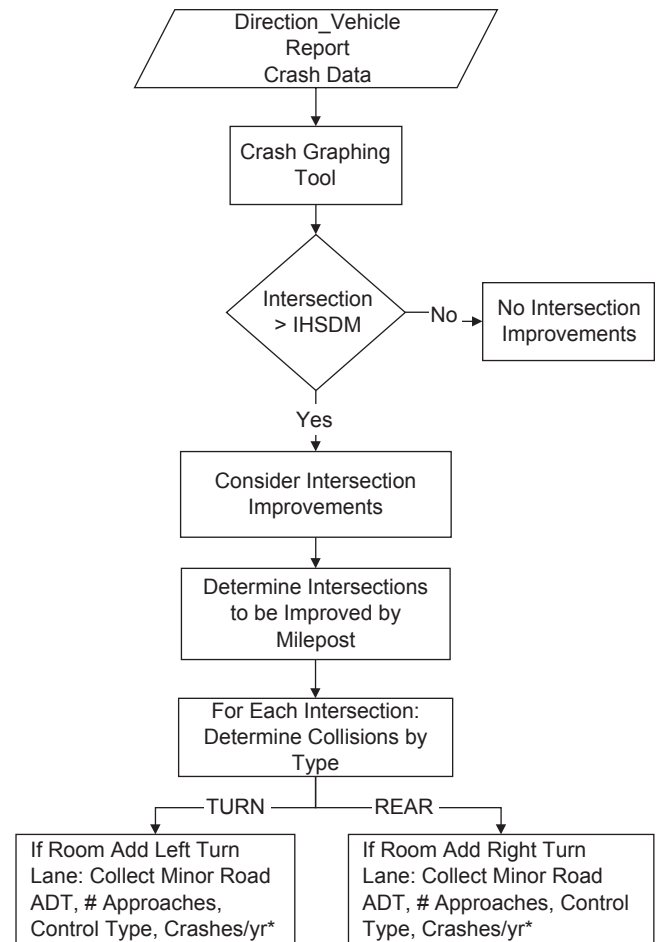 Direction_Vehicle
Report
Crash Data
Crash Graphing
Tool
Intersection
> IHSDM
No
No Intersection
Improvements
Yes
Consider Intersection
Improvements
Determine Intersections
to be Improved by
Milepost
For Each Intersection:
Determine Collisions by
Type
TURN
REAR
If Room Add Left Turn
Lane: Collect Minor Road
ADT, # Approaches,
Control Type, Crashes/yr*
If Room Add Right Turn
Lane: Collect Minor Road
ADT, # Approaches, Control
Type, Crashes/yr*